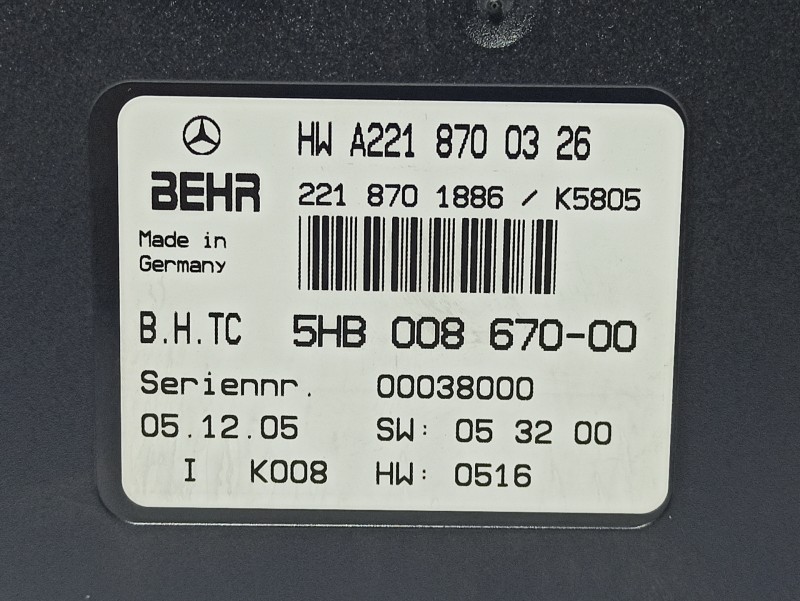 HW A221 870 03 26
BEHR 221 870 1886 / K5805
Made in
Germany
B.H.TC 5HB 008 670-00
Seriennr. 00038000
05.12.05 SW: 05 32 00
I K008 HW: 0516